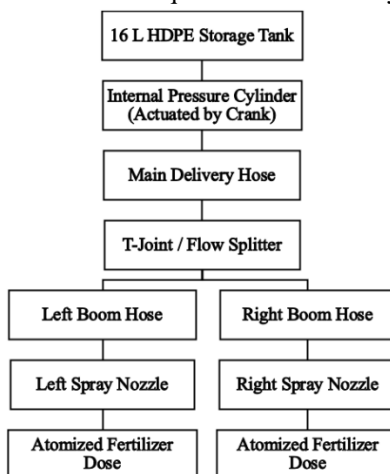 16 L HDPE Storage Tank
Internal Pressure Cylinder
(Actuated by Crank)
Main Delivery Hose
T-Joint / Flow Splitter
Left Boom Hose
Right Boom Hose
Left Spray Nozzle
Right Spray Nozzle
Atomized Fertilizer
Dose
Atomized Fertilizer
Dose